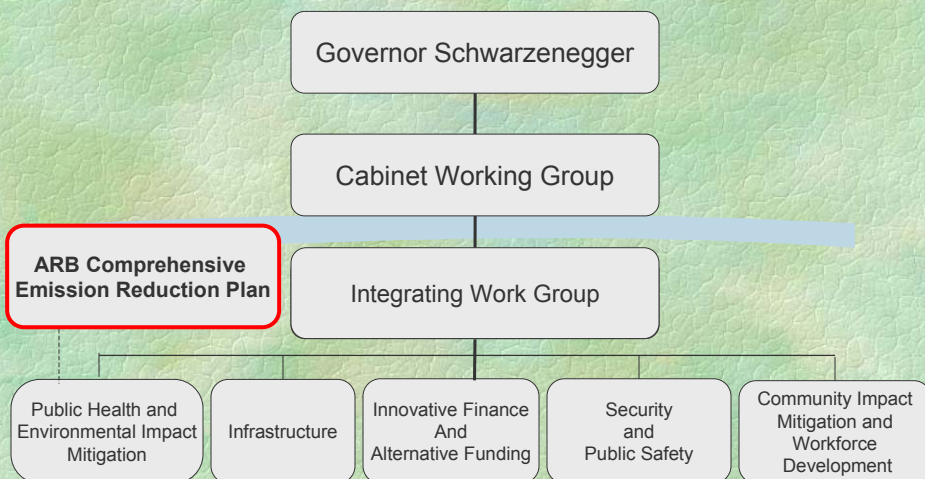 Governor Schwarzenegger
Cabinet Working Group
ARB Comprehensive
Emission Reduction Plan
Integrating Work Group
Public Health and
Environmental Impact
Mitigation
Infrastructure
Innovative Finance
And
Alternative Funding
Security
and
Public Safety
Community Impact
Mitigation and
Workforce
Development